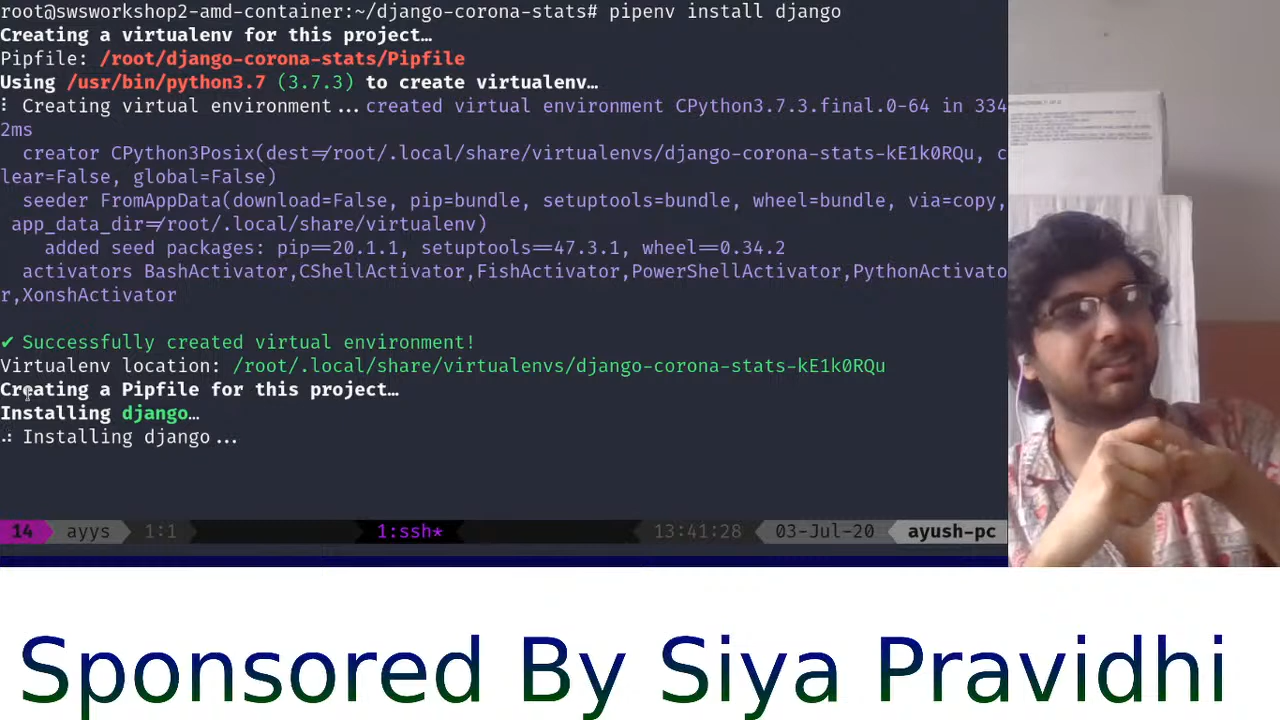 root@swsworkshop2-amd-container:~/django-corona-stats# pipenv install django
Creating a virtualenv for this project…
Pipfile: /root/django-corona-stats/Pipfile
Using /usr/bin/python3.7 (3.7.3) to create virtualenv…
⠸ Creating virtual environment...created virtual environment CPython3.7.3.final.0-64 in 334
2ms
creator CPython3Posix(dest=/root/.local/share/virtualenvs/django-corona-stats-kE1k0RQu, c
lear=False, global=False)
seeder FromAppData(download=False, pip=bundle, setuptools=bundle, wheel=bundle, via=copy,
app_data_dir=/root/.local/share/virtualenv)
added seed packages: pip==20.1.1, setuptools==47.3.1, wheel==0.34.2
activators BashActivator,CShellActivator,FishActivator,PowerShellActivator,PythonActivato
r,XonshActivator
✔ Successfully created virtual environment!
Virtualenv location: /root/.local/share/virtualenvs/django-corona-stats-kE1k0RQu
Creating a Pipfile for this project…
Installing django…
⠴ Installing django...
14 ayys 1:1 1:ssh* 13:41:28 03-Jul-20 ayush-pc
Sponsored By Siya Pravidhi